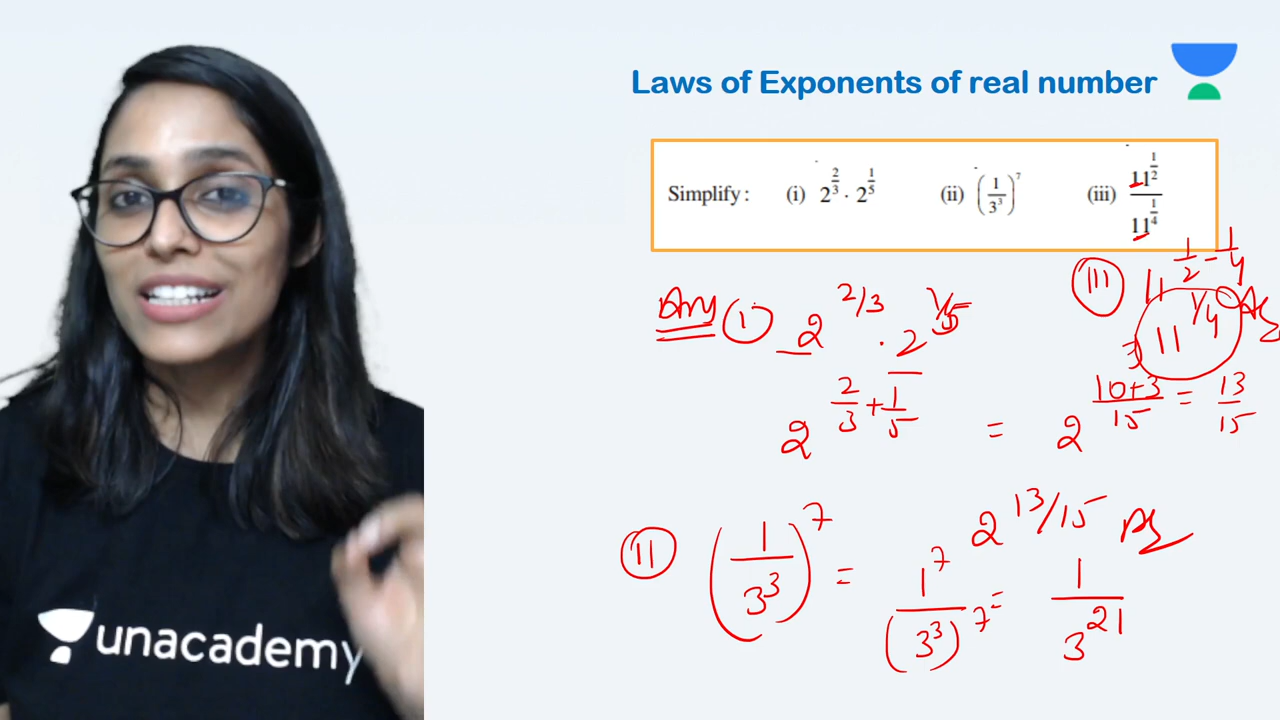 Laws of Exponents of real number
Simplify: (i) 2^{2/3} · 2^{1/5} (ii) (1/3^3)^7 (iii) 11^{1/2} / 11^{1/4}
Ans (i) 2^{2/3} · 2^{1/5}
2^{2/3 + 1/5} = 2^{(10+3)/15} = 13/15
2^{13/15}
(III) 11^{1/2 - 1/4}
⇒ 11^{1/4}
(II) (1/3^3)^7 = 1^7/(3^3)^7 = 1/3^{21}
unacademy